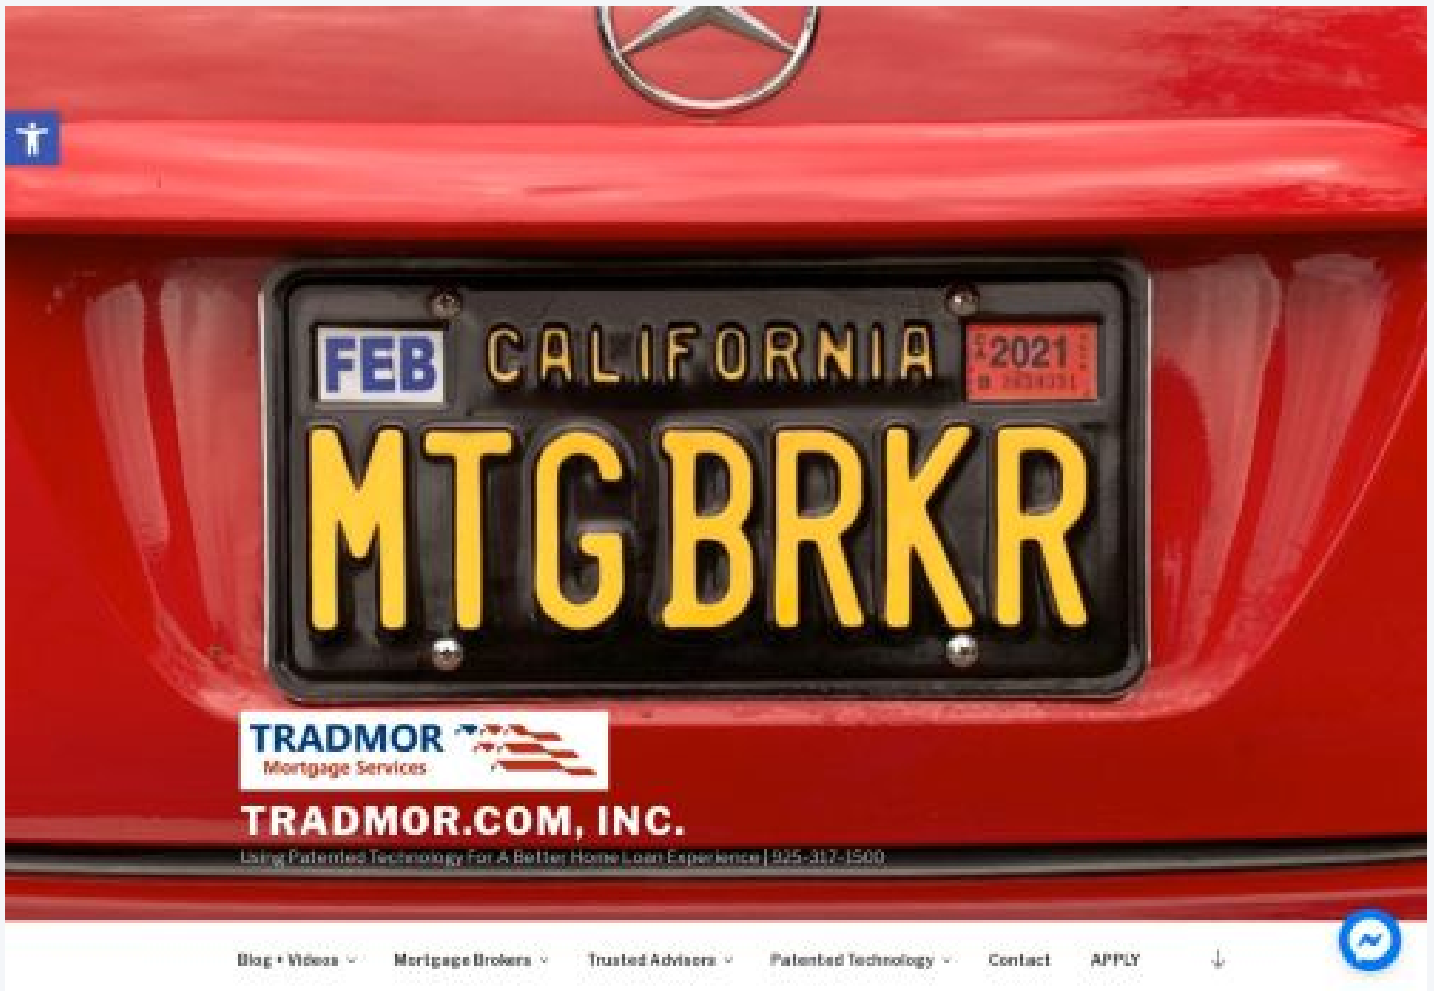 FEB CALIFORNIA 2021
MTGBRKR
TRADMOR
Mortgage Services
TRADMOR.COM, INC.
Using Patented Technology For A Better Home Loan Experience | 925-317-1500
Blog + Videos Mortgage Brokers Trusted Advisors Patented Technology Contact APPLY